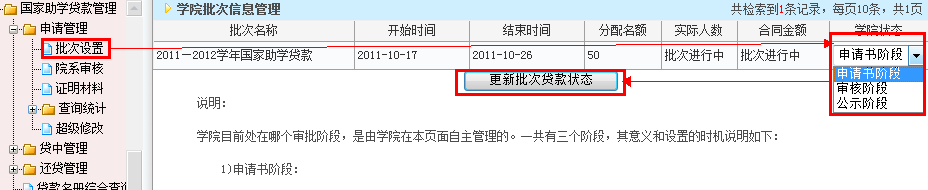 国家助学贷款管理
申请管理
批次设置
院系审核
证明材料
查询统计
超级修改
贷中管理
还贷管理
贷款名册综合查询
学院批次信息管理
共检索到1条记录，每页10条，共1页
批次名称 开始时间 结束时间 分配名额 实际人数 合同金额 学院状态
2011－2012学年国家助学贷款 2011-10-17 2011-10-26 50 批次进行中 批次进行中 申请书阶段
申请书阶段
审核阶段
公示阶段
更新批次贷款状态
说明：
学院目前处在哪个审批阶段，是由学院在本页面自主管理的。一共有三个阶段，其意义和设置的时机说明如下：
1)申请书阶段：